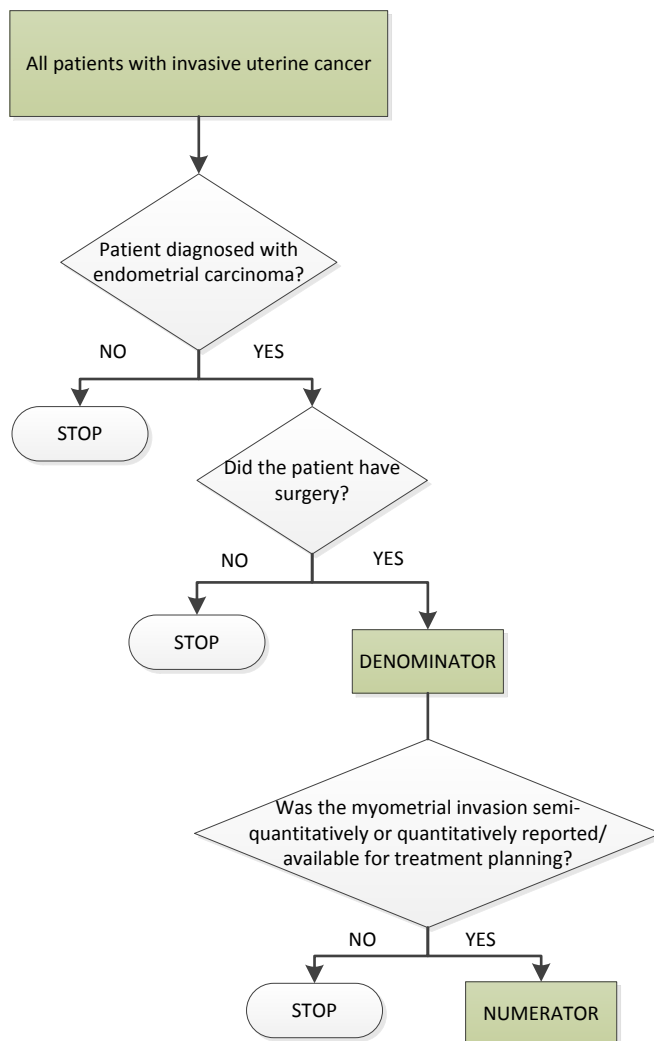 All patients with invasive uterine cancer
Patient diagnosed with
endometrial carcinoma?
NO
YES
STOP
Did the patient have
surgery?
NO
YES
STOP
DENOMINATOR
Was the myometrial invasion semi-
quantitatively or quantitatively reported/
available for treatment planning?
NO
YES
STOP
NUMERATOR